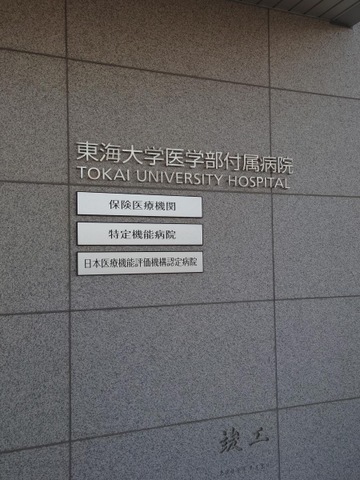 東海大学医学部付属病院
TOKAI UNIVERSITY HOSPITAL
保険医療機関
特定機能病院
日本医療機能評価機構認定病院
竣工